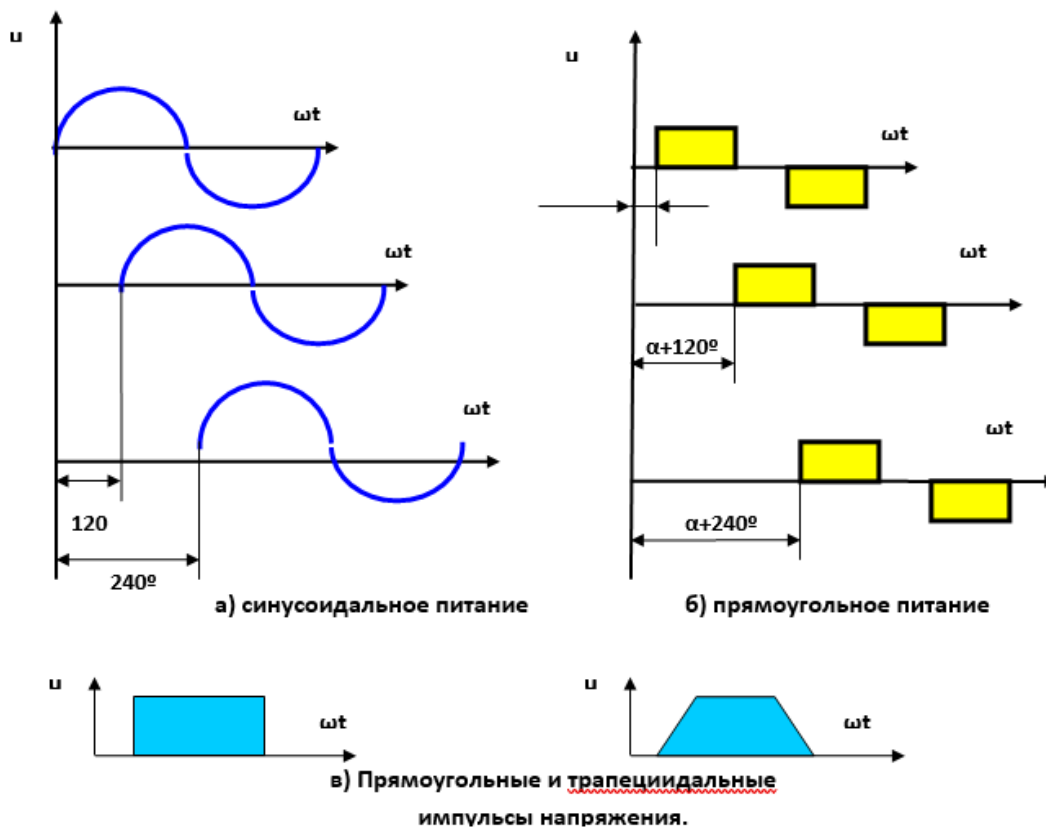 u
ωt
ωt
ωt
120
240º
а) синусоидальное питание
u
ωt
ωt
α+120º
ωt
α+240º
б) прямоугольное питание
u
ωt
u
ωt
в) Прямоугольные и трапециидальные
импульсы напряжения.